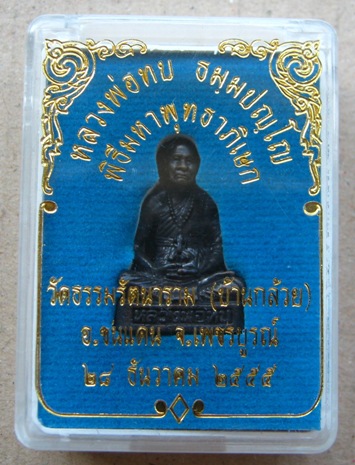 หลวงพ่อทบ ธมฺมปญฺโญ
พิธีมหาพุทธาภิเษก
วัดธรรมรัตนาราม (บ้านกล้วย)
อ.ชนแดน จ.เพชรบูรณ์
๒๘ ธันวาคม ๒๕๕๕